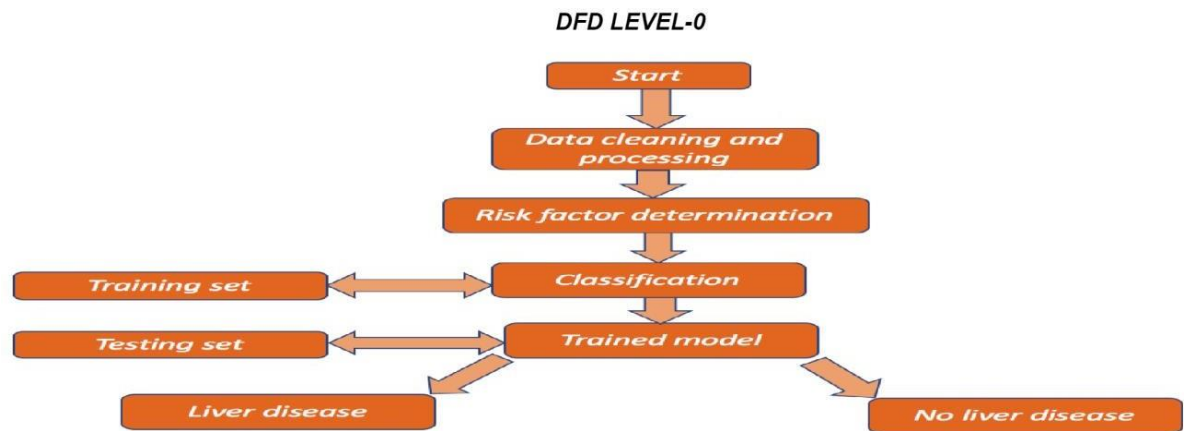 DFD LEVEL-0
Start
Data cleaning and
processing
Risk factor determination
Training set
Classification
Testing set
Trained model
Liver disease
No liver disease